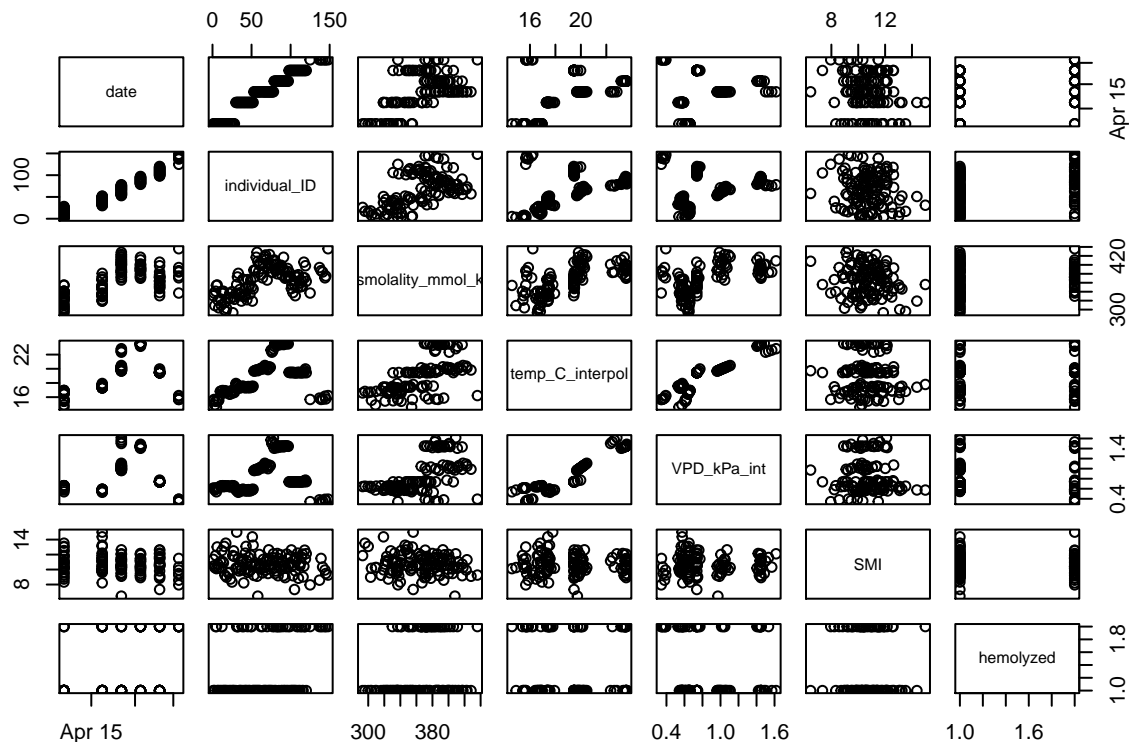 0 50 150
16 20
8 12
date
Apr 15
0 100
individual_ID
smolality_mmol_k
300 420
16 22
temp_C_interpol
VPD_kPa_int
0.4 1.4
8 14
SMI
hemolyzed
1.0 1.8
Apr 15
300 380
0.4 1.0 1.6
1.0 1.6